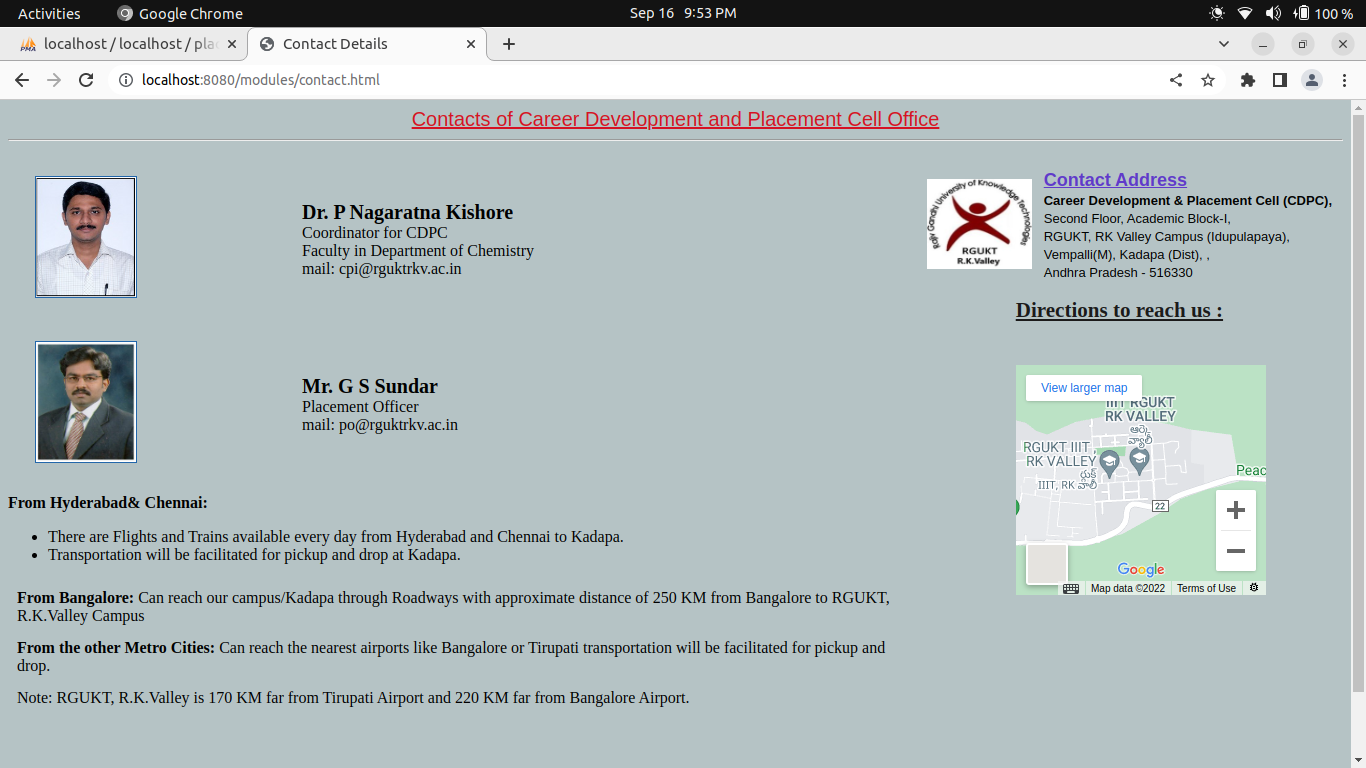 Activities
Google Chrome
Sep 16 9:53 PM
100 %
localhost / localhost / pla
Contact Details
localhost:8080/modules/contact.html
Contacts of Career Development and Placement Cell Office
Dr. P Nagaratna Kishore
Coordinator for CDPC
Faculty in Department of Chemistry
mail: cpi@rguktrkv.ac.in
Mr. G S Sundar
Placement Officer
mail: po@rguktrkv.ac.in
Rajiv Gandhi University of Knowledge Technologies
RGUKT
R.K.Valley
Contact Address
Career Development & Placement Cell (CDPC),
Second Floor, Academic Block-I,
RGUKT, RK Valley Campus (Idupulapaya),
Vempalli(M), Kadapa (Dist), ,
Andhra Pradesh - 516330
Directions to reach us :
View larger map
IIIT RGUKT
RK VALLEY
ఆర్కె
వ్యాలీ
RGUKT IIIT ,
RK VALLEY
IIIT, RK వాలీ
Peac
22
Google
Map data ©2022
Terms of Use
From Hyderabad& Chennai:
• There are Flights and Trains available every day from Hyderabad and Chennai to Kadapa.
• Transportation will be facilitated for pickup and drop at Kadapa.
From Bangalore: Can reach our campus/Kadapa through Roadways with approximate distance of 250 KM from Bangalore to RGUKT,
R.K.Valley Campus
From the other Metro Cities: Can reach the nearest airports like Bangalore or Tirupati transportation will be facilitated for pickup and
drop.
Note: RGUKT, R.K.Valley is 170 KM far from Tirupati Airport and 220 KM far from Bangalore Airport.